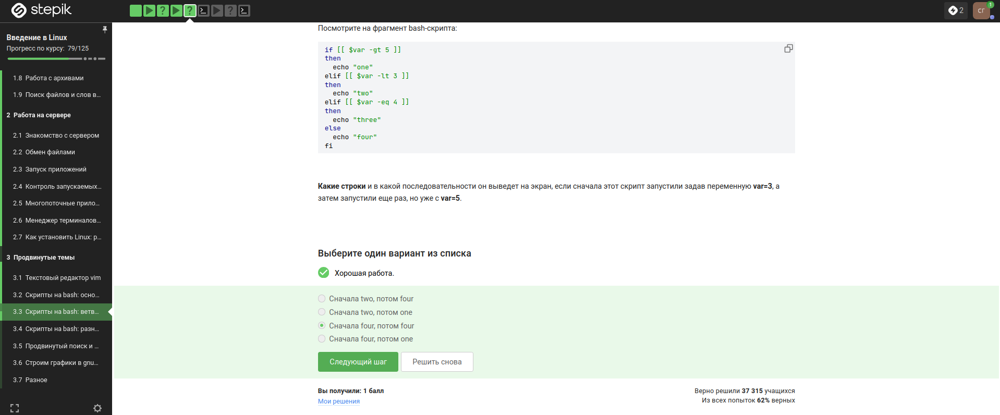 stepik
2
СГ
1
Введение в Linux
Прогресс по курсу: 79/125
1.8 Работа с архивами
1.9 Поиск файлов и слов в...
2 Работа на сервере
2.1 Знакомство с сервером
2.2 Обмен файлами
2.3 Запуск приложений
2.4 Контроль запускаемых...
2.5 Многопоточные прило...
2.6 Менеджер терминалов...
2.7 Как установить Linux: р...
3 Продвинутые темы
3.1 Текстовый редактор vim
3.2 Скрипты на bash: осно...
3.3 Скрипты на bash: ветв...
3.4 Скрипты на bash: разн...
3.5 Продвинутый поиск и ...
3.6 Строим графики в gnu...
3.7 Разное
Посмотрите на фрагмент bash-скрипта:
if [[ $var -gt 5 ]]
then
  echo "one"
elif [[ $var -lt 3 ]]
then
  echo "two"
elif [[ $var -eq 4 ]]
then
  echo "three"
else
  echo "four"
fi
Какие строки и в какой последовательности он выведет на экран, если сначала этот скрипт запустили задав переменную var=3, а
затем запустили еще раз, но уже с var=5.
Выберите один вариант из списка
Хорошая работа.
Сначала two, потом four
Сначала two, потом one
Сначала four, потом four
Сначала four, потом one
Следующий шаг
Решить снова
Вы получили: 1 балл
Мои решения
Верно решили 37 315 учащихся
Из всех попыток 62% верных